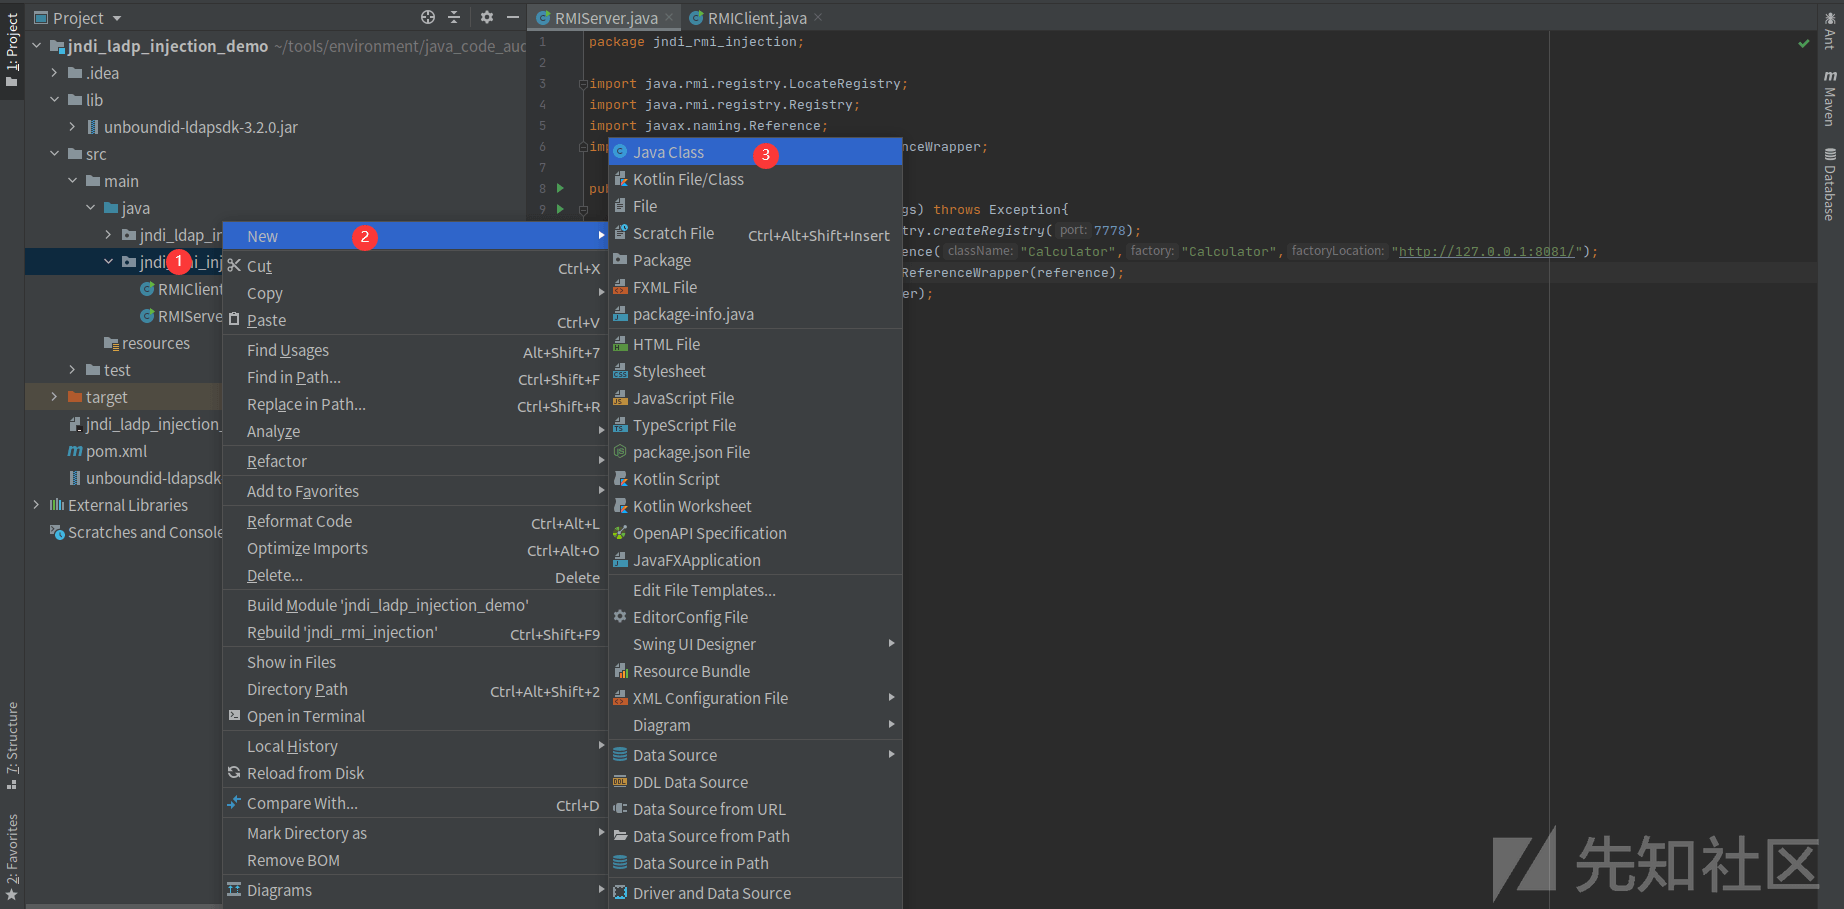 Project
RMIServer.java
RMIClient.java
1: Project
jndi_ladp_injection_demo ~/tools/environment/java_code_aud
.idea
lib
unboundid-ldapsdk-3.2.0.jar
src
main
java
jndi_ldap_in
jndi_
i_inj
RMIClient
RMIServe
resources
test
target
jndi_ladp_injection_
pom.xml
unboundid-ldapsdk
External Libraries
Scratches and Console
7: Structure
2: Favorites
1
2
3
4
5
6
7
8
9
package jndi_rmi_injection;
import java.rmi.registry.LocateRegistry;
import java.rmi.registry.Registry;
import javax.naming.Reference;
im
nceWrapper;
pu
gs) throws Exception{
try.createRegistry( port: 7778);
ence( className: "Calculator", factory: "Calculator", factoryLocation: "http://127.0.0.1:8081/");
ReferenceWrapper(reference);
er);
1
2
3
New
Cut Ctrl+X
Copy
Paste Ctrl+V
Find Usages Alt+Shift+7
Find in Path... Ctrl+Shift+F
Replace in Path... Ctrl+Shift+R
Analyze
Refactor
Add to Favorites
Reformat Code Ctrl+Alt+L
Optimize Imports Ctrl+Alt+O
Delete... Delete
Build Module 'jndi_ladp_injection_demo'
Rebuild 'jndi_rmi_injection' Ctrl+Shift+F9
Show in Files
Directory Path Ctrl+Alt+Shift+2
Open in Terminal
Local History
Reload from Disk
Compare With... Ctrl+D
Mark Directory as
Remove BOM
Diagrams
Java Class
Kotlin File/Class
File
Scratch File Ctrl+Alt+Shift+Insert
Package
FXML File
package-info.java
HTML File
Stylesheet
JavaScript File
TypeScript File
package.json File
Kotlin Script
Kotlin Worksheet
OpenAPI Specification
JavaFXApplication
Edit File Templates...
EditorConfig File
Swing UI Designer
Resource Bundle
XML Configuration File
Diagram
Data Source
DDL Data Source
Data Source from URL
Data Source from Path
Data Source in Path
Driver and Data Source
Ant
Maven
Database
先知社区